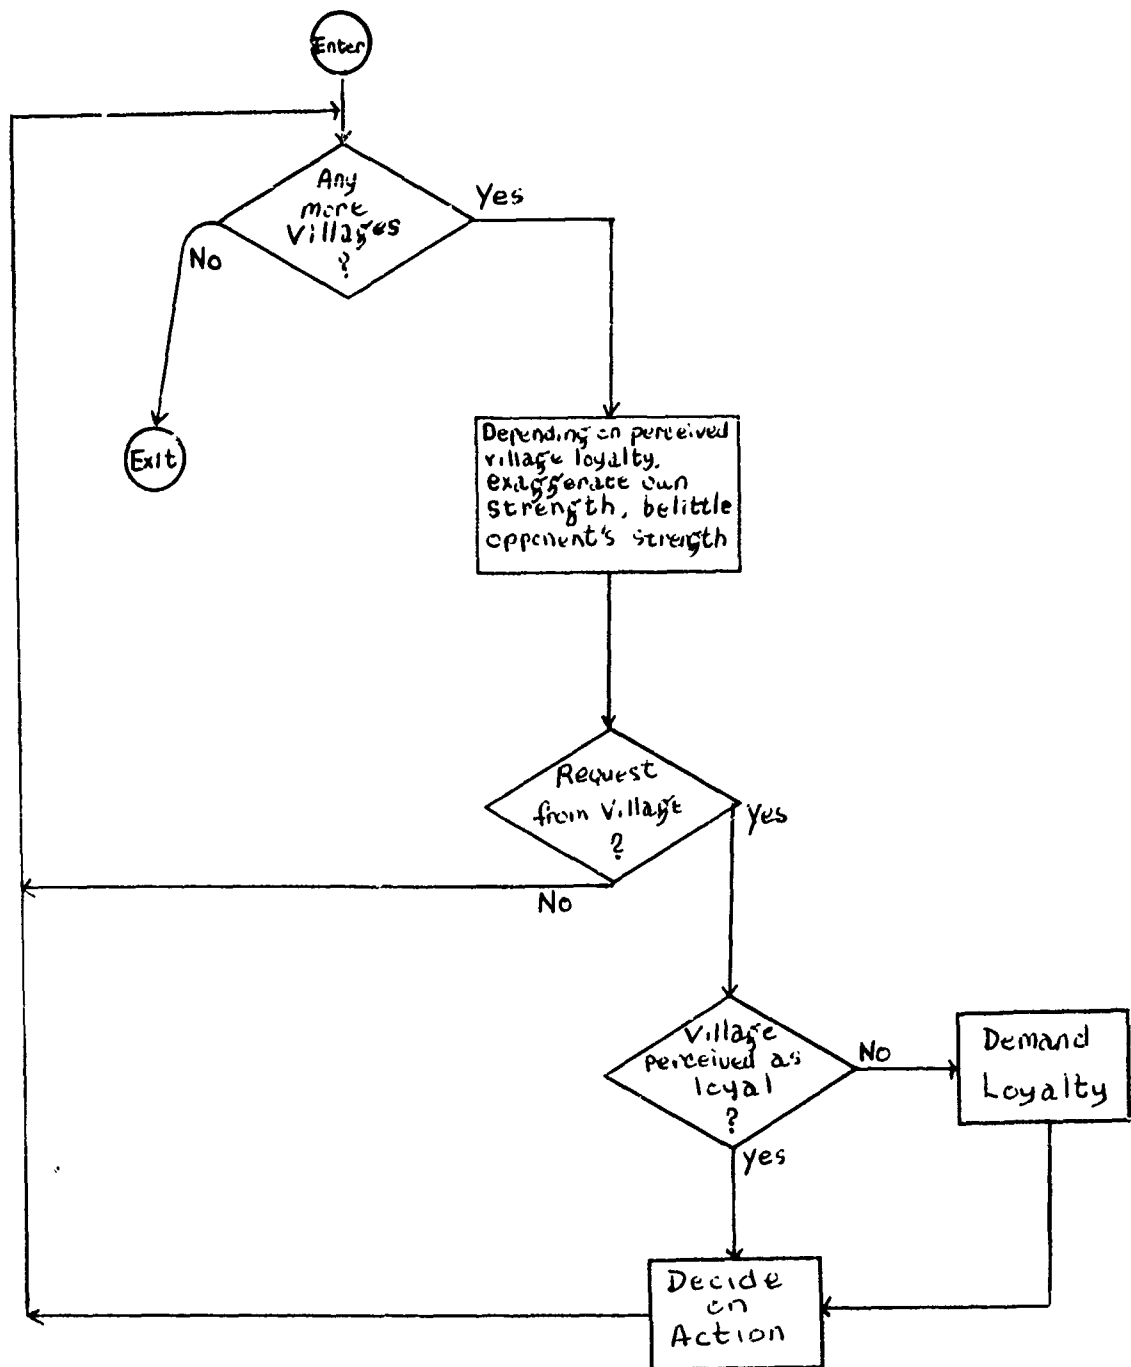 Enter
Any
more
Villages
?
Yes
No
Exit
Depending on perceived
village loyalty,
exaggerate own
strength, belittle
opponent's strength
Request
from Village
?
Yes
No
Village
perceived as
loyal
?
No
Demand
Loyalty
Yes
Decide
on
Action